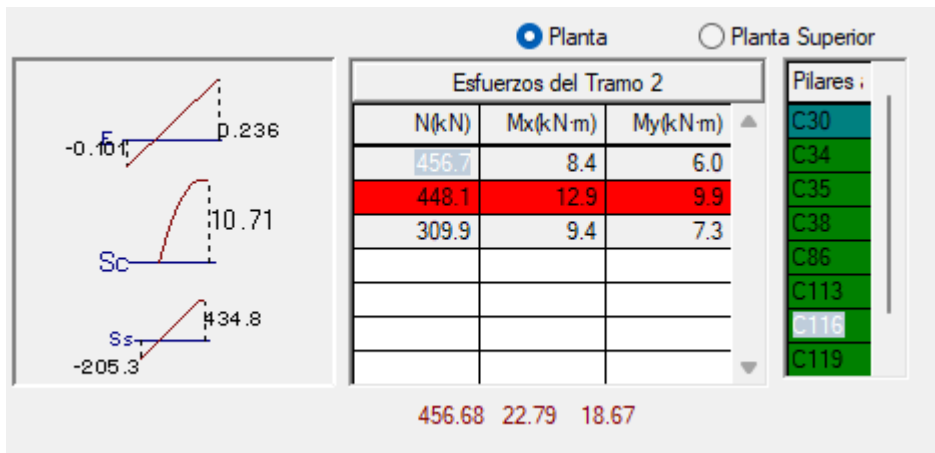 Planta Planta Superior
Esfuerzos del Tramo 2
N(kN) Mx(kN·m) My(kN·m)
456.7 8.4 6.0
448.1 12.9 9.9
309.9 9.4 7.3
Pilares
C30
C34
C35
C38
C86
C113
C116
C119
-0.101 0.236
Sc 10.71
Ss 434.8
-205.3
456.68 22.79 18.67